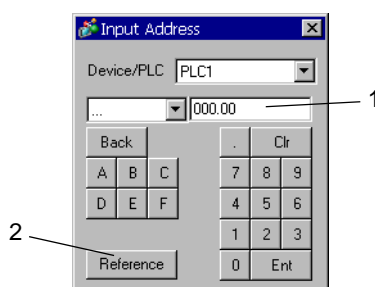 Input Address
Device/PLC PLC1
... 000.00
1
Back . Clr
A B C 7 8 9
D E F 4 5 6
1 2 3
2
Reference 0 Ent